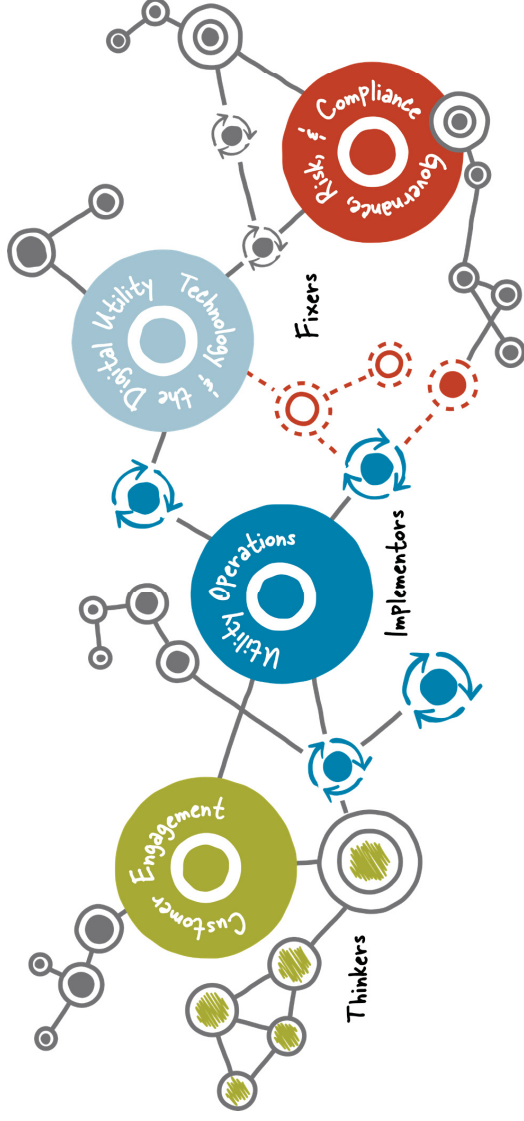 Customer Engagement
Thinkers
Utility Operations
Implementors
Technology & the Digital Utility
Fixers
Governance, Risk, & Compliance